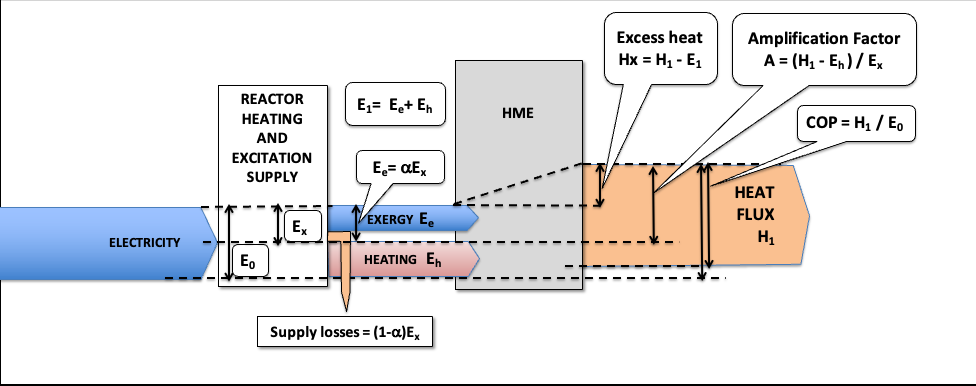 Excess heat
Hx = H₁ - E₁
Amplification Factor
A = (H₁ - Eₕ) / Eₓ
COP = H₁ / E₀
REACTOR
HEATING
AND
EXCITATION
SUPPLY
E₁= Eₑ+ Eₕ
HME
Eₑ= αEₓ
ELECTRICITY
E₀
Eₓ
EXERGY Eₑ
HEATING Eₕ
HEAT
FLUX
H₁
Supply losses = (1-α)Eₓ